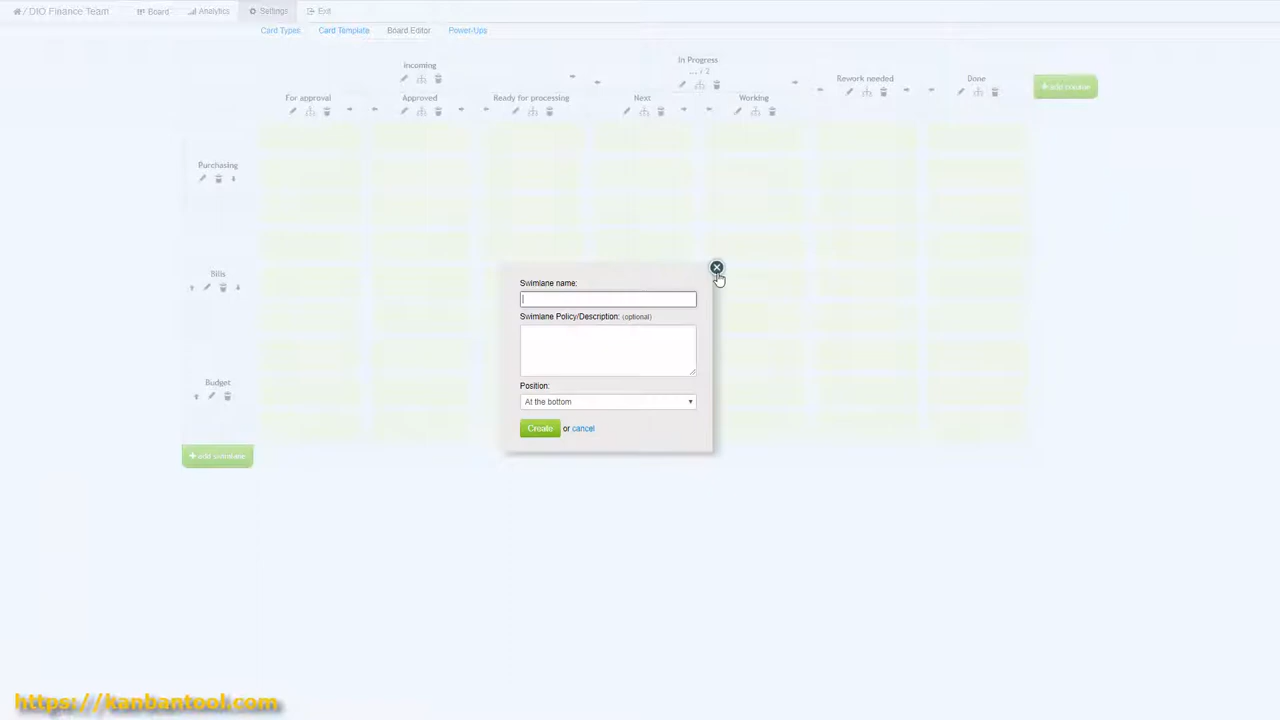 / DIO Finance Team
Board
Analytics
Settings
Exit
Card Types
Card Template
Board Editor
Power-Ups
Incoming
In Progress
... / 2
Rework needed
Done
+ add column
For approval
Approved
Ready for processing
Next
Working
Purchasing
Bills
Budget
+ add swimlane
Swimlane name:
Swimlane Policy/Description: (optional)
Position:
At the bottom
Create or cancel
https://kanbantool.com